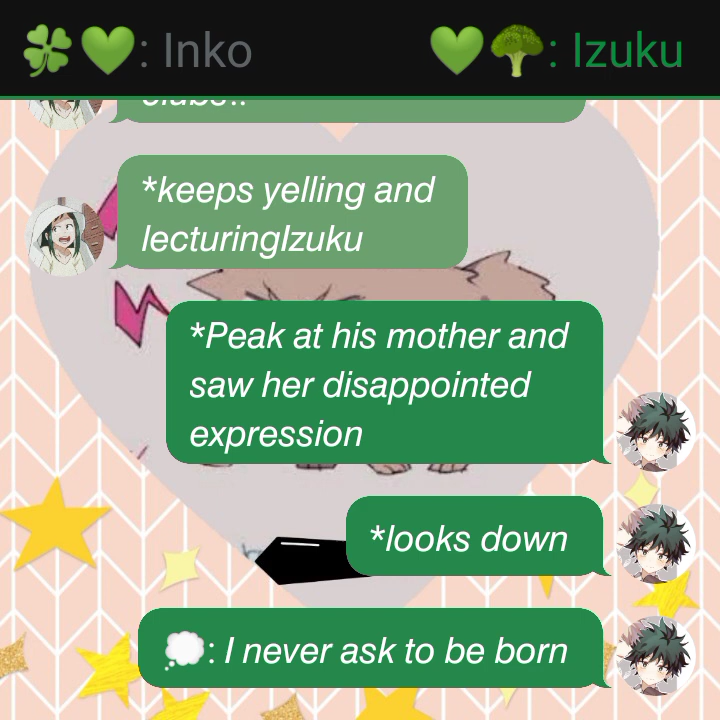 🍀💚: Inko
💚🥦: Izuku
clubs!!
*keeps yelling and
lecturingIzuku
*Peak at his mother and
saw her disappointed
expression
*looks down
💭: I never ask to be born